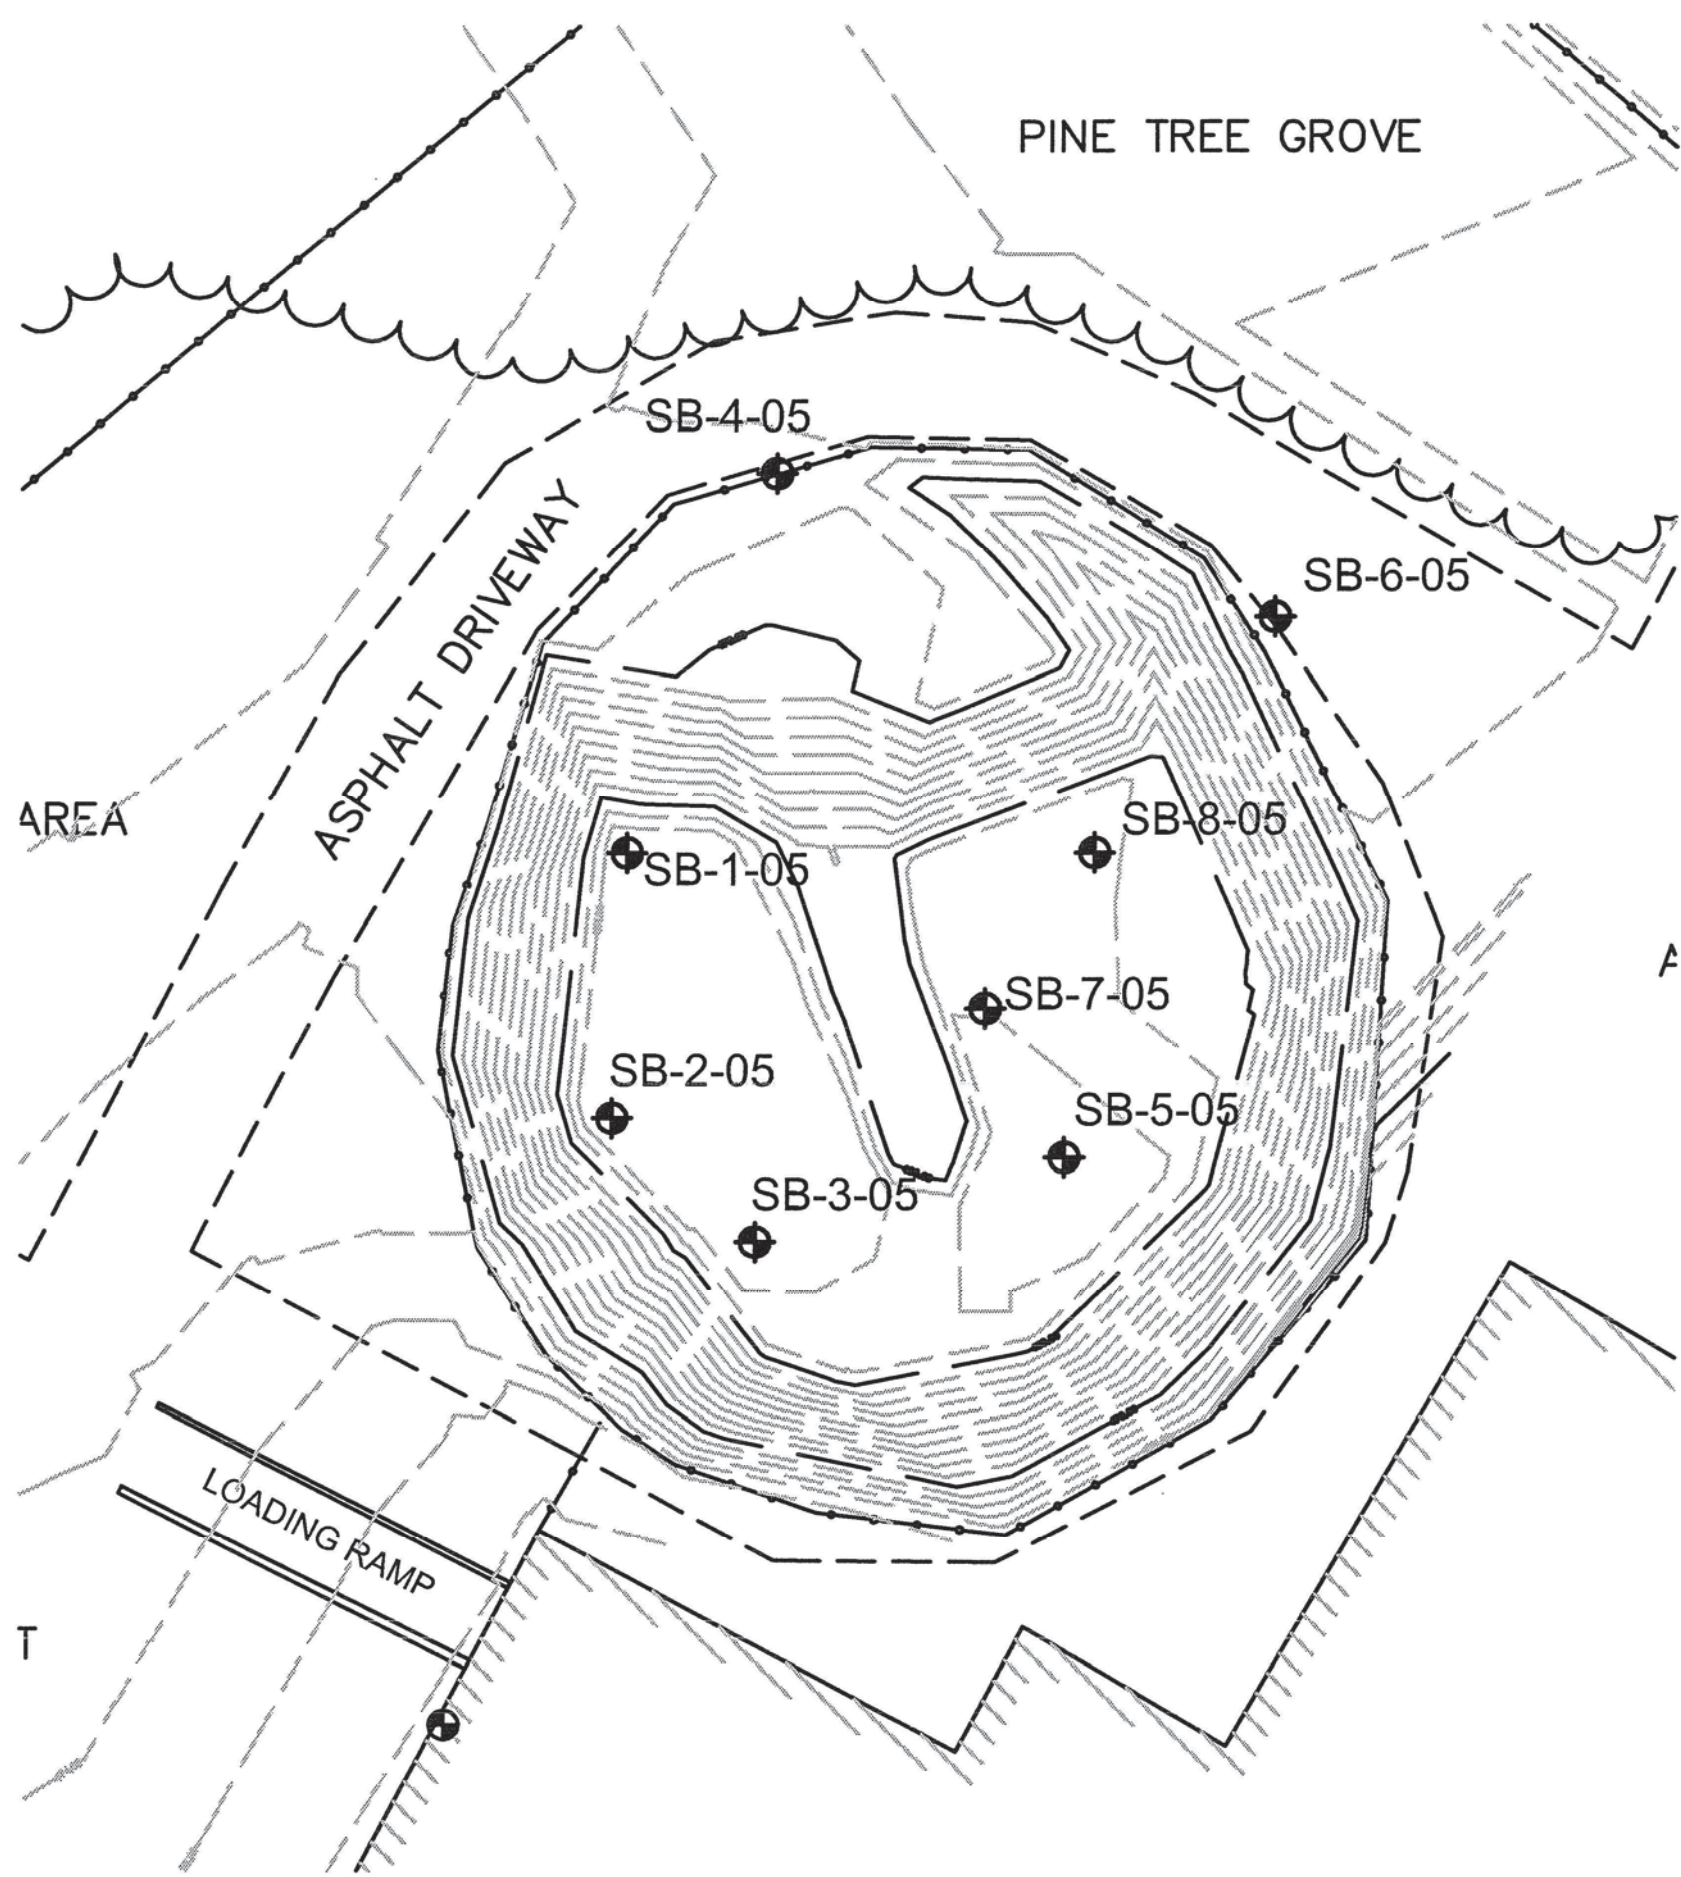 PINE TREE GROVE
SB-4-05
SB-6-05
ASPHALT DRIVEWAY
AREA
SB-8-05
SB-1-05
A
SB-7-05
SB-2-05
SB-5-05
SB-3-05
LOADING RAMP
T